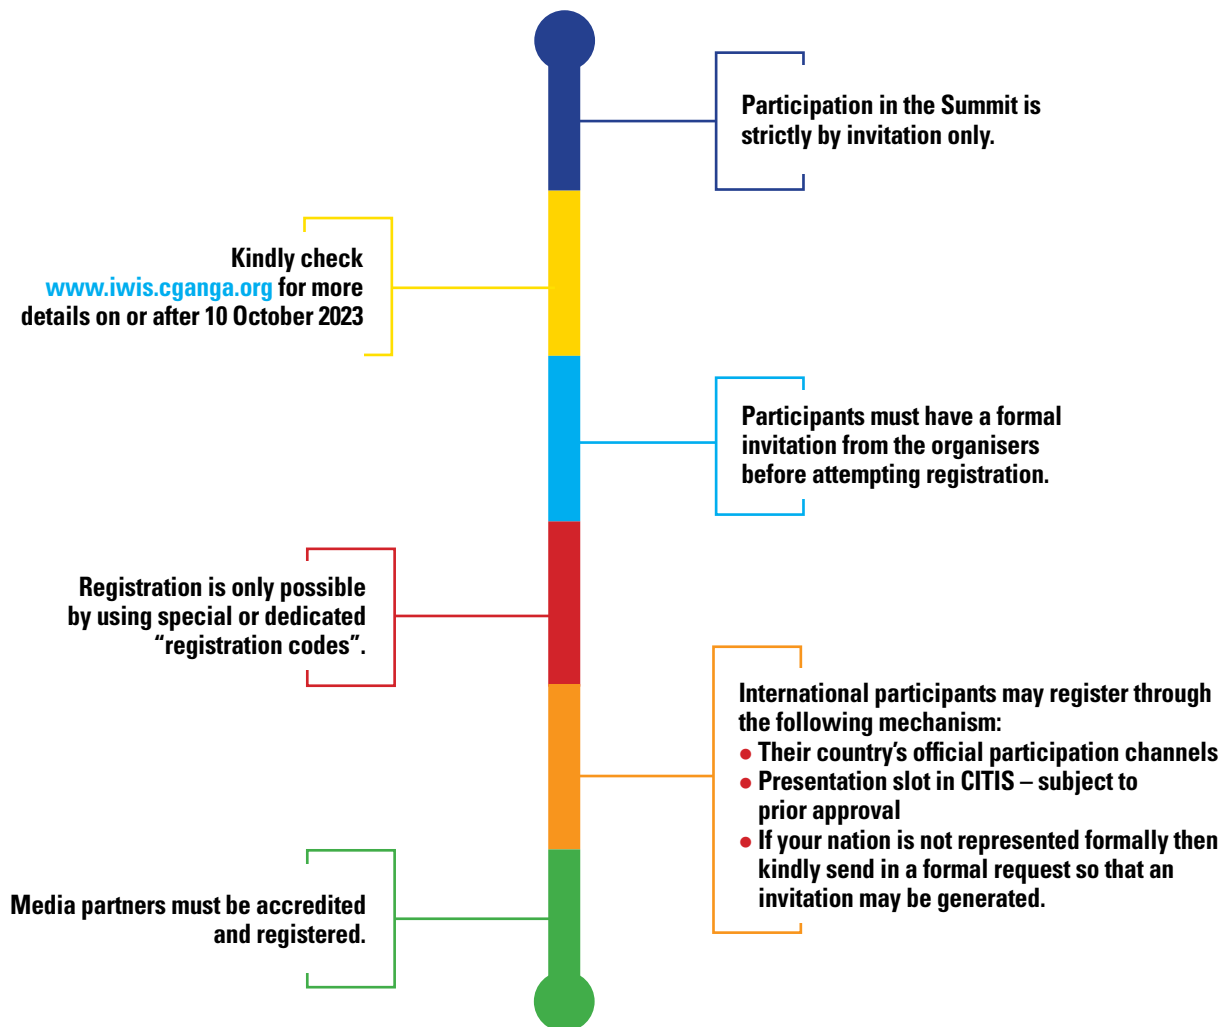 Participation in the Summit is
strictly by invitation only.
Kindly check
www.iwis.cganga.org for more
details on or after 10 October 2023
Participants must have a formal
invitation from the organisers
before attempting registration.
Registration is only possible
by using special or dedicated
“registration codes”.
International participants may register through
the following mechanism:
● Their country’s official participation channels
● Presentation slot in CITIS – subject to
prior approval
● If your nation is not represented formally then
kindly send in a formal request so that an
invitation may be generated.
Media partners must be accredited
and registered.